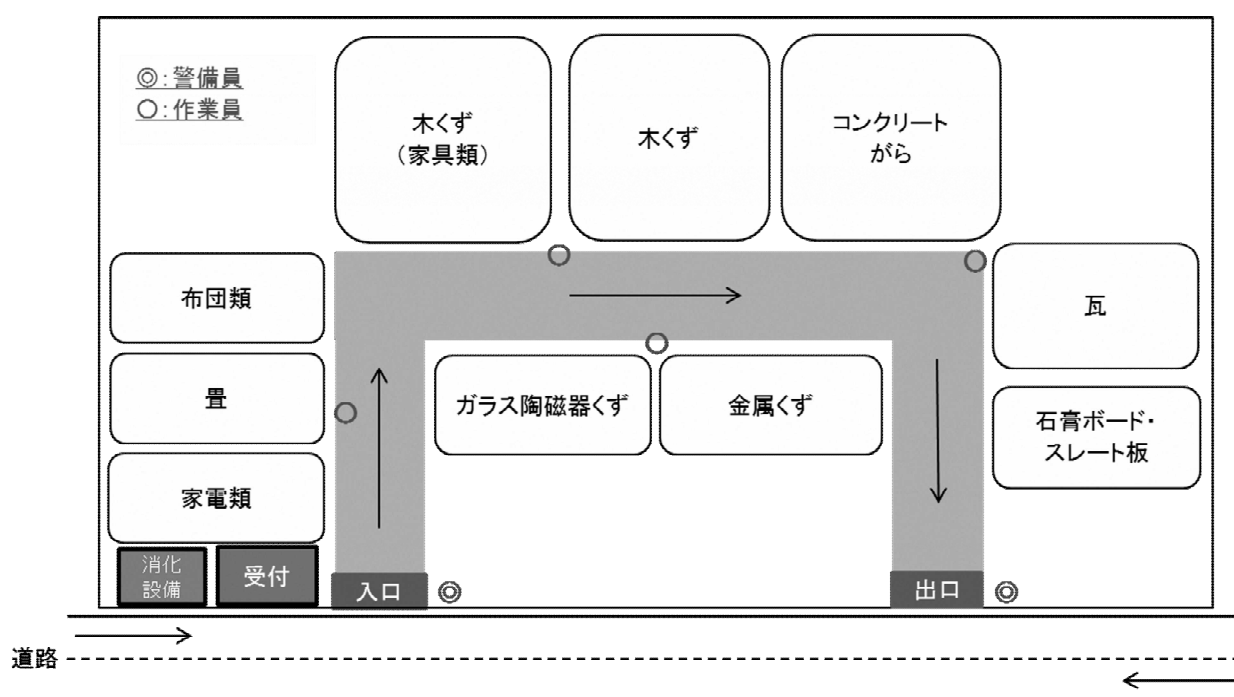 ◎:警備員
○:作業員
木くず
（家具類）
木くず
コンクリート
がら
布団類
瓦
畳
ガラス陶磁器くず
金属くず
石膏ボード・
スレート板
家電類
消化
設備
受付
入口
出口
道路